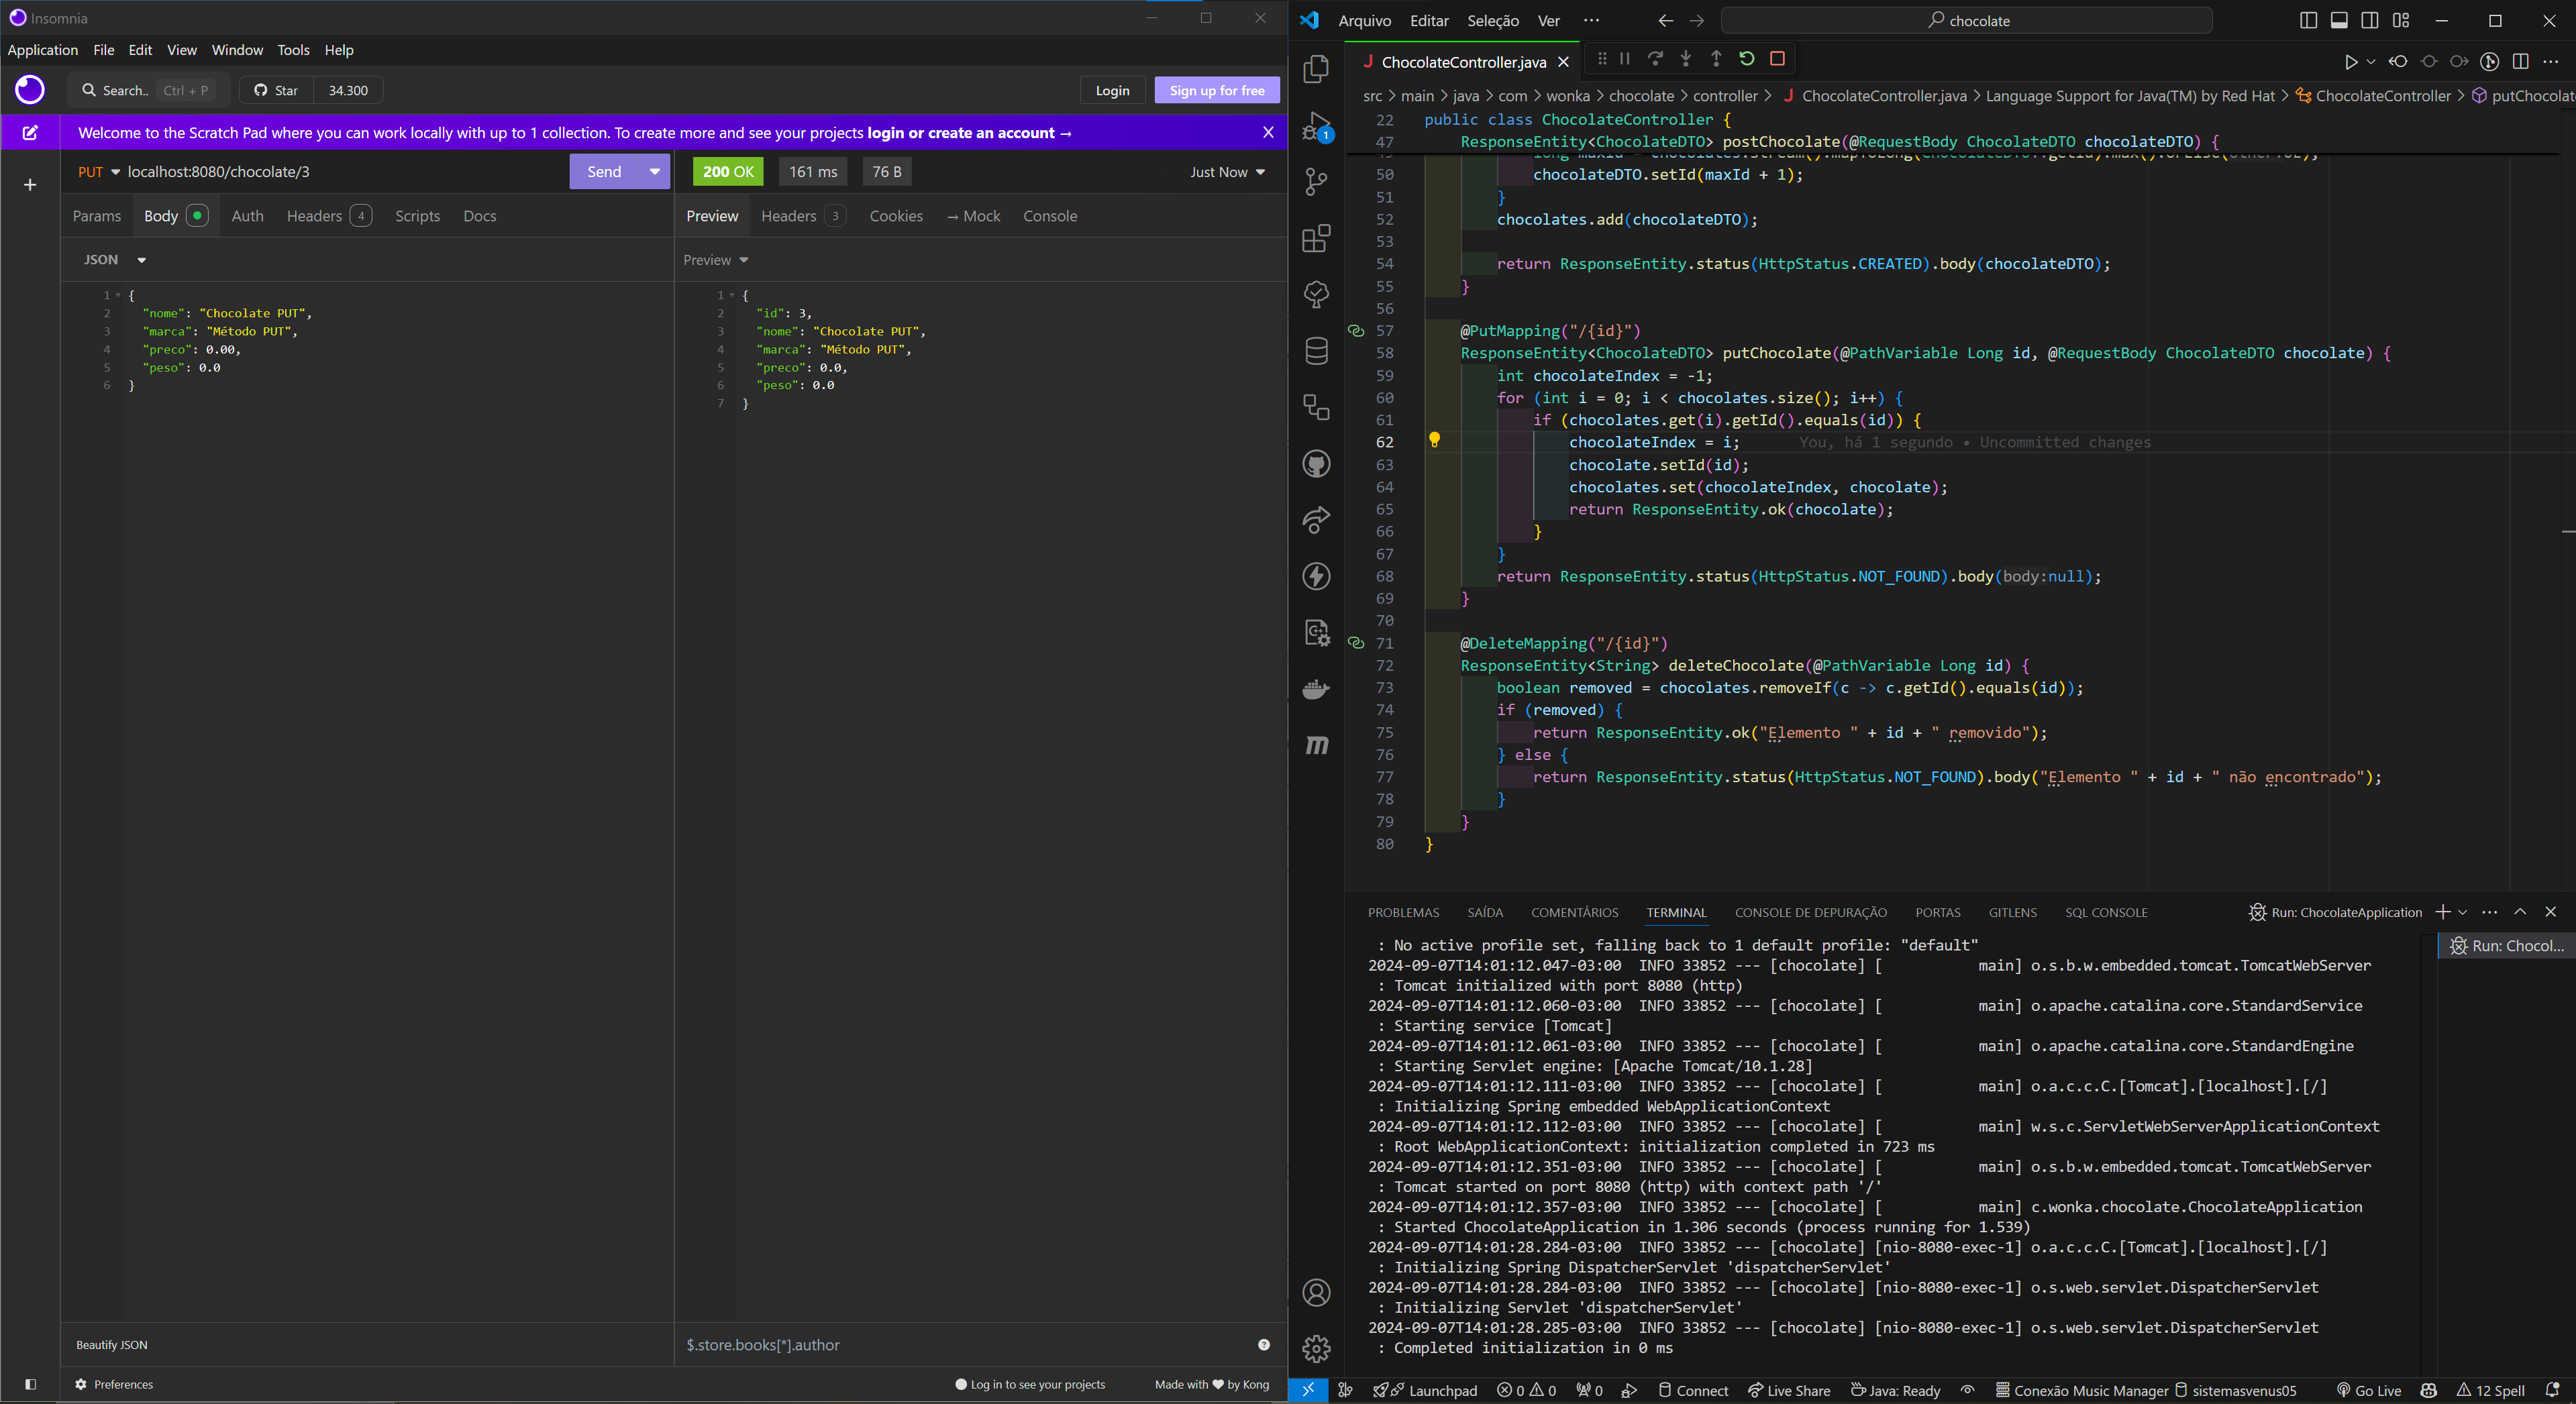 Insomnia
Application File Edit View Window Tools Help
Search.. Ctrl + P Star 34.300 Login Sign up for free
Welcome to the Scratch Pad where you can work locally with up to 1 collection. To create more and see your projects login or create an account → X
PUT localhost:8080/chocolate/3 Send
Params Body Auth Headers 4 Scripts Docs
JSON
1 {
2 "nome": "Chocolate PUT",
3 "marca": "Método PUT",
4 "preco": 0.00,
5 "peso": 0.0
6 }
Beautify JSON
200 OK 161 ms 76 B Just Now
Preview Headers 3 Cookies → Mock Console
Preview
1 {
2 "id": 3,
3 "nome": "Chocolate PUT",
4 "marca": "Método PUT",
5 "preco": 0.0,
6 "peso": 0.0
7 }
$.store.books[*].author
Preferences Log in to see your projects Made with ♥ by Kong
Arquivo Editar Seleção Ver ··· ← → chocolate
ChocolateController.java
src > main > java > com > wonka > chocolate > controller > ChocolateController.java > Language Support for Java(TM) by Red Hat > ChocolateController > putChocolat
22 public class ChocolateController {
47 ResponseEntity<ChocolateDTO> postChocolate(@RequestBody ChocolateDTO chocolateDTO) {
50 chocolateDTO.setId(maxId + 1);
51 }
52 chocolates.add(chocolateDTO);
53
54 return ResponseEntity.status(HttpStatus.CREATED).body(chocolateDTO);
55 }
56
57 @PutMapping("/{id}")
58 ResponseEntity<ChocolateDTO> putChocolate(@PathVariable Long id, @RequestBody ChocolateDTO chocolate) {
59 int chocolateIndex = -1;
60 for (int i = 0; i < chocolates.size(); i++) {
61 if (chocolates.get(i).getId().equals(id)) {
62 chocolateIndex = i; You, há 1 segundo • Uncommitted changes
63 chocolate.setId(id);
64 chocolates.set(chocolateIndex, chocolate);
65 return ResponseEntity.ok(chocolate);
66 }
67 }
68 return ResponseEntity.status(HttpStatus.NOT_FOUND).body(body:null);
69 }
70
71 @DeleteMapping("/{id}")
72 ResponseEntity<String> deleteChocolate(@PathVariable Long id) {
73 boolean removed = chocolates.removeIf(c -> c.getId().equals(id));
74 if (removed) {
75 return ResponseEntity.ok("Elemento " + id + " removido");
76 } else {
77 return ResponseEntity.status(HttpStatus.NOT_FOUND).body("Elemento " + id + " não encontrado");
78 }
79 }
80 }
PROBLEMAS SAÍDA COMENTÁRIOS TERMINAL CONSOLE DE DEPURAÇÃO PORTAS GITLENS SQL CONSOLE Run: ChocolateApplication
Run: Chocol...
: No active profile set, falling back to 1 default profile: "default"
2024-09-07T14:01:12.047-03:00 INFO 33852 --- [chocolate] [ main] o.s.b.w.embedded.tomcat.TomcatWebServer
: Tomcat initialized with port 8080 (http)
2024-09-07T14:01:12.060-03:00 INFO 33852 --- [chocolate] [ main] o.apache.catalina.core.StandardService
: Starting service [Tomcat]
2024-09-07T14:01:12.061-03:00 INFO 33852 --- [chocolate] [ main] o.apache.catalina.core.StandardEngine
: Starting Servlet engine: [Apache Tomcat/10.1.28]
2024-09-07T14:01:12.111-03:00 INFO 33852 --- [chocolate] [ main] o.a.c.c.C.[Tomcat].[localhost].[/]
: Initializing Spring embedded WebApplicationContext
2024-09-07T14:01:12.112-03:00 INFO 33852 --- [chocolate] [ main] w.s.c.ServletWebServerApplicationContext
: Root WebApplicationContext: initialization completed in 723 ms
2024-09-07T14:01:12.351-03:00 INFO 33852 --- [chocolate] [ main] o.s.b.w.embedded.tomcat.TomcatWebServer
: Tomcat started on port 8080 (http) with context path '/'
2024-09-07T14:01:12.357-03:00 INFO 33852 --- [chocolate] [ main] c.wonka.chocolate.ChocolateApplication
: Started ChocolateApplication in 1.306 seconds (process running for 1.539)
2024-09-07T14:01:28.284-03:00 INFO 33852 --- [chocolate] [nio-8080-exec-1] o.a.c.c.C.[Tomcat].[localhost].[/]
: Initializing Spring DispatcherServlet 'dispatcherServlet'
2024-09-07T14:01:28.284-03:00 INFO 33852 --- [chocolate] [nio-8080-exec-1] o.s.web.servlet.DispatcherServlet
: Initializing Servlet 'dispatcherServlet'
2024-09-07T14:01:28.285-03:00 INFO 33852 --- [chocolate] [nio-8080-exec-1] o.s.web.servlet.DispatcherServlet
: Completed initialization in 0 ms
Launchpad 0 0 0 Connect Live Share Java: Ready Conexão Music Manager sistemasvenus05 Go Live 12 Spell